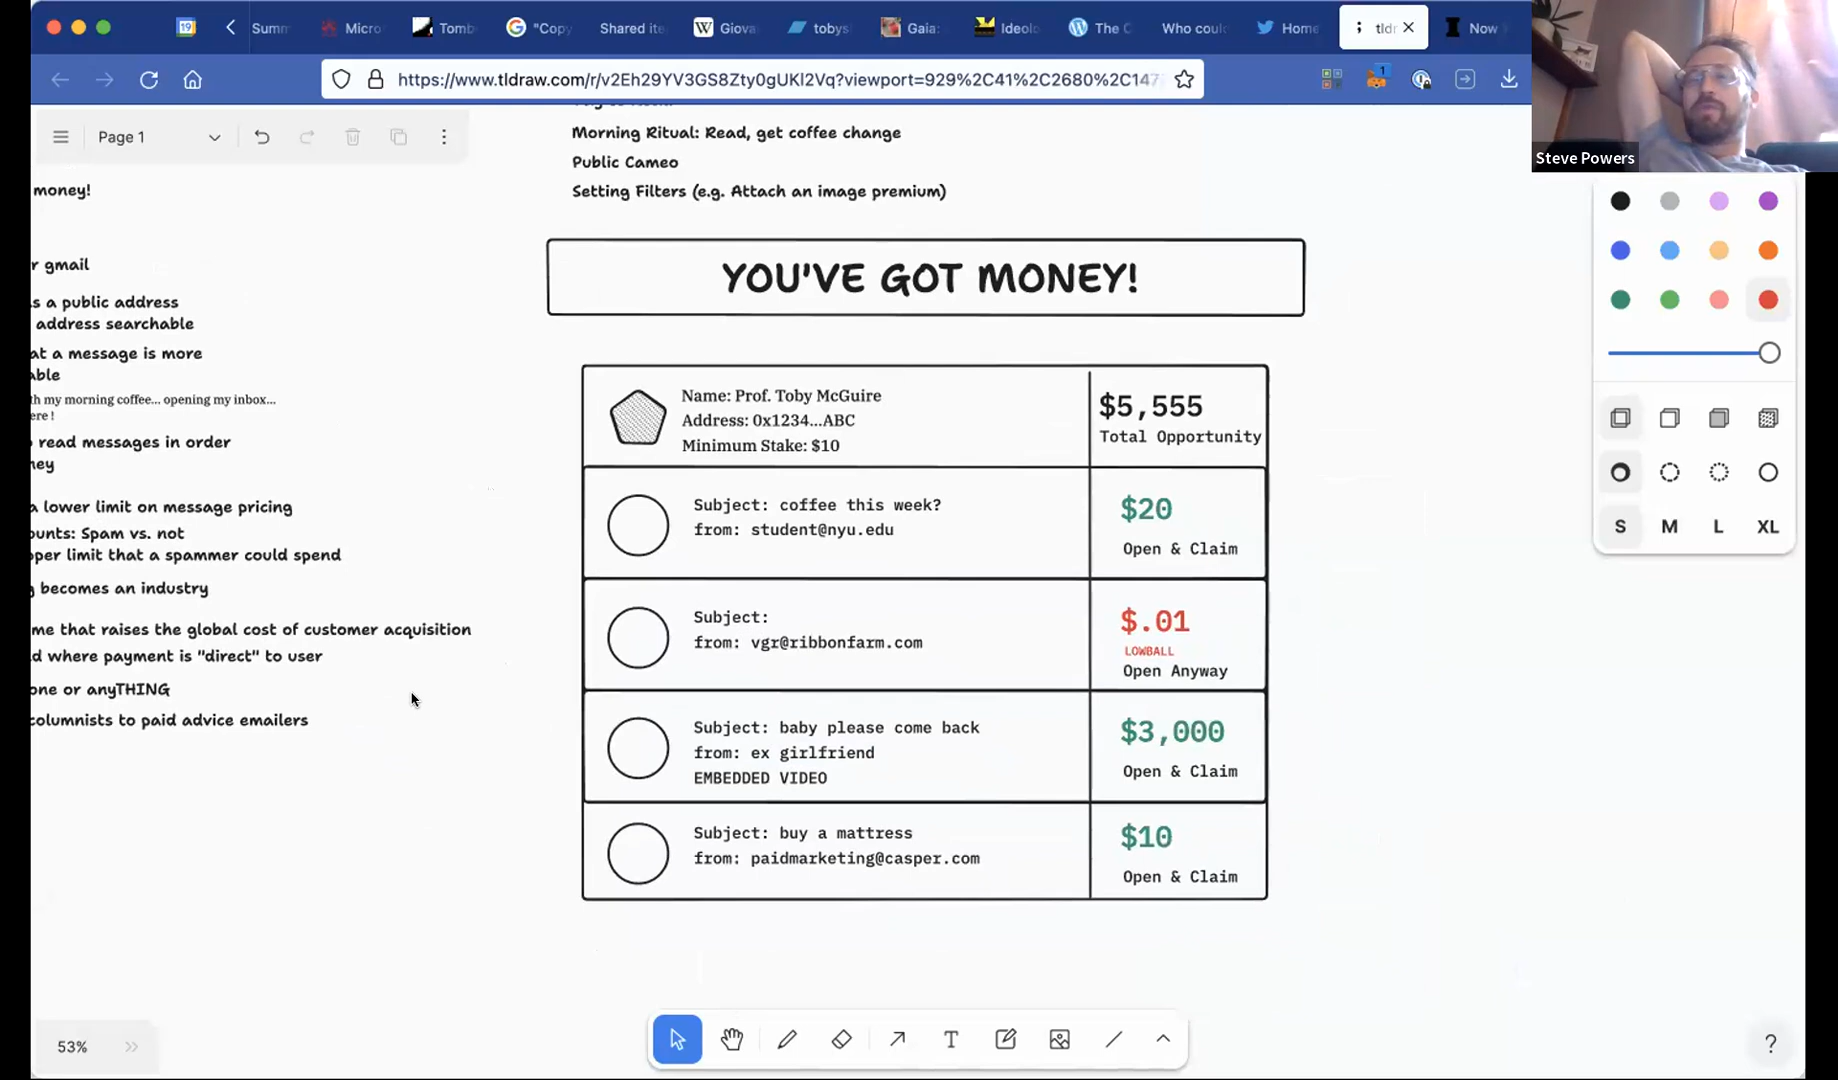 19
Summ
Micro
Tomb
"Copy
Shared ite
Giova
tobys
Gaia:
Ideolo
The C
Who coul
Home
tldr
Now
https://www.tldraw.com/r/v2Eh29YV3GS8Zty0gUKl2Vq?viewport=929%2C41%2C2680%2C147
1
Steve Powers
Page 1
money!
r gmail
s a public address
address searchable
at a message is more
able
th my morning coffee... opening my inbox...
ere !
o read messages in order
ney
a lower limit on message pricing
ounts: Spam vs. not
pper limit that a spammer could spend
g becomes an industry
me that raises the global cost of customer acquisition
d where payment is "direct" to user
one or anyTHING
columnists to paid advice emailers
Morning Ritual: Read, get coffee change
Public Cameo
Setting Filters (e.g. Attach an image premium)
YOU'VE GOT MONEY!
Name: Prof. Toby McGuire
Address: 0x1234...ABC
Minimum Stake: $10
$5,555
Total Opportunity
Subject: coffee this week?
from: student@nyu.edu
$20
Open & Claim
Subject:
from: vgr@ribbonfarm.com
$.01
LOWBALL
Open Anyway
Subject: baby please come back
from: ex girlfriend
EMBEDDED VIDEO
$3,000
Open & Claim
Subject: buy a mattress
from: paidmarketing@casper.com
$10
Open & Claim
S M L XL
53%
?